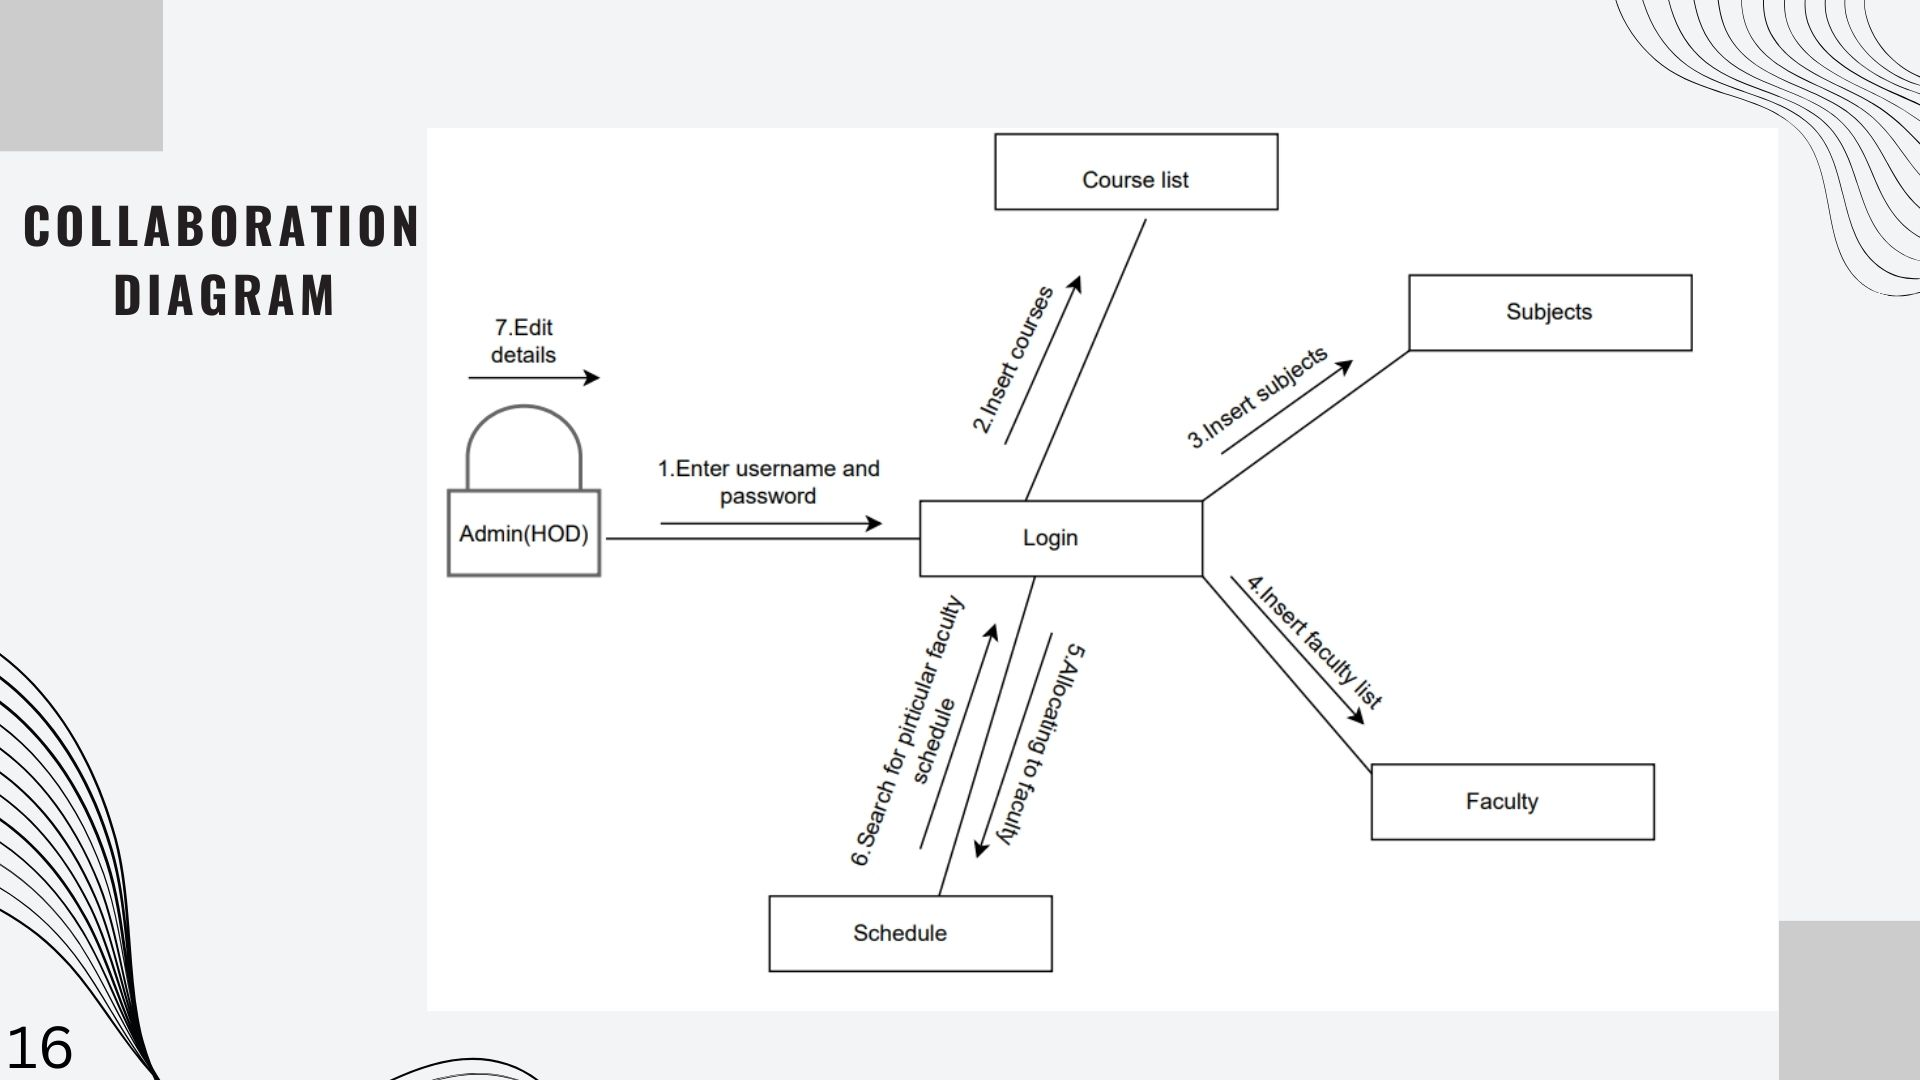 COLLABORATION
DIAGRAM
Course list
Subjects
7.Edit
details
2.Insert courses
3.Insert subjects
1.Enter username and
password
Admin(HOD)
Login
4.Insert faculty list
6.Search for pirticular faculty
schedule
5.Allocating to faculty
Faculty
Schedule
16